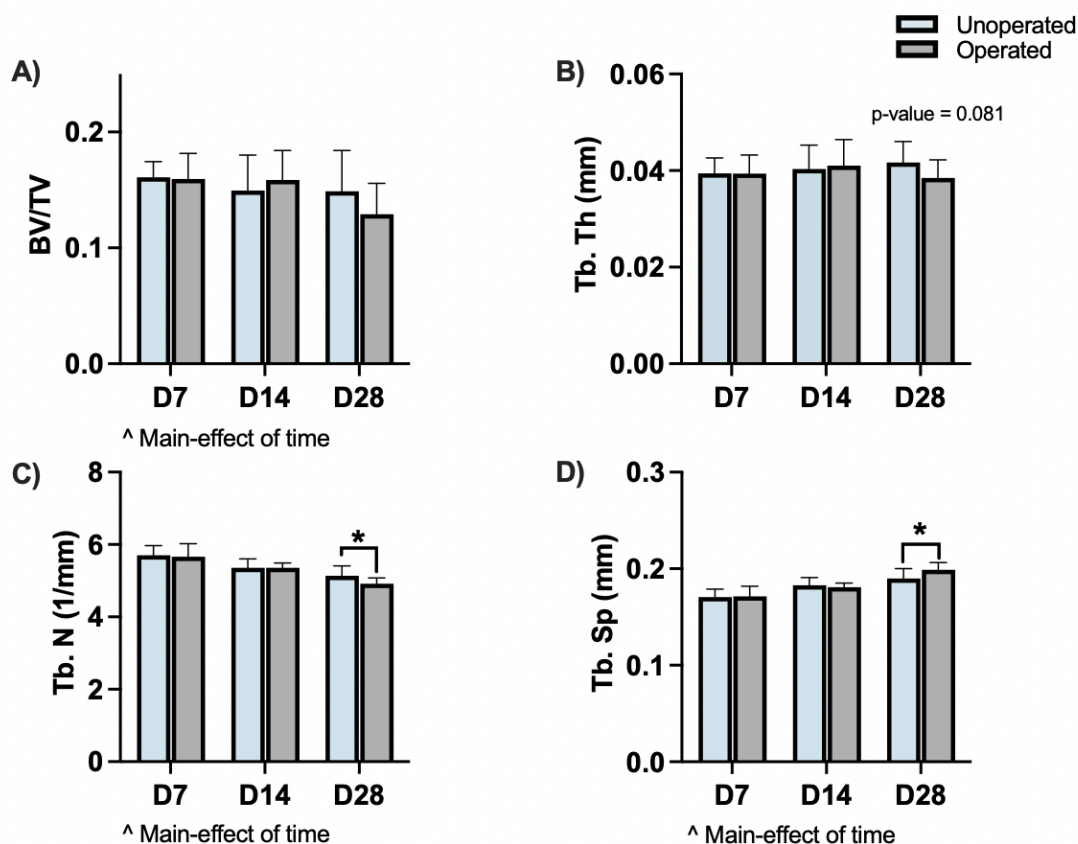 Unoperated
Operated
A)
BV/TV
0.2
0.1
0.0
D7 D14 D28
^ Main-effect of time
B)
Tb. Th (mm)
0.06
0.04
0.02
0.00
p-value = 0.081
D7 D14 D28
C)
Tb. N (1/mm)
8
6
4
2
0
*
D7 D14 D28
^ Main-effect of time
D)
Tb. Sp (mm)
0.3
0.2
0.1
0.0
*
D7 D14 D28
^ Main-effect of time